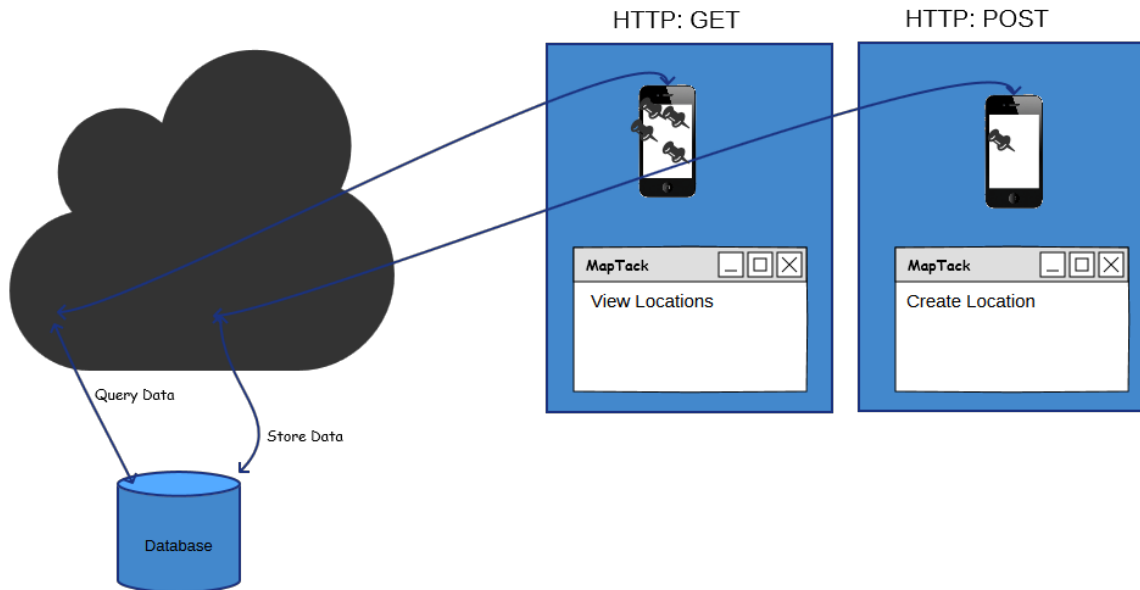 HTTP: GET
HTTP: POST
MapTack
View Locations
MapTack
Create Location
Query Data
Store Data
Database